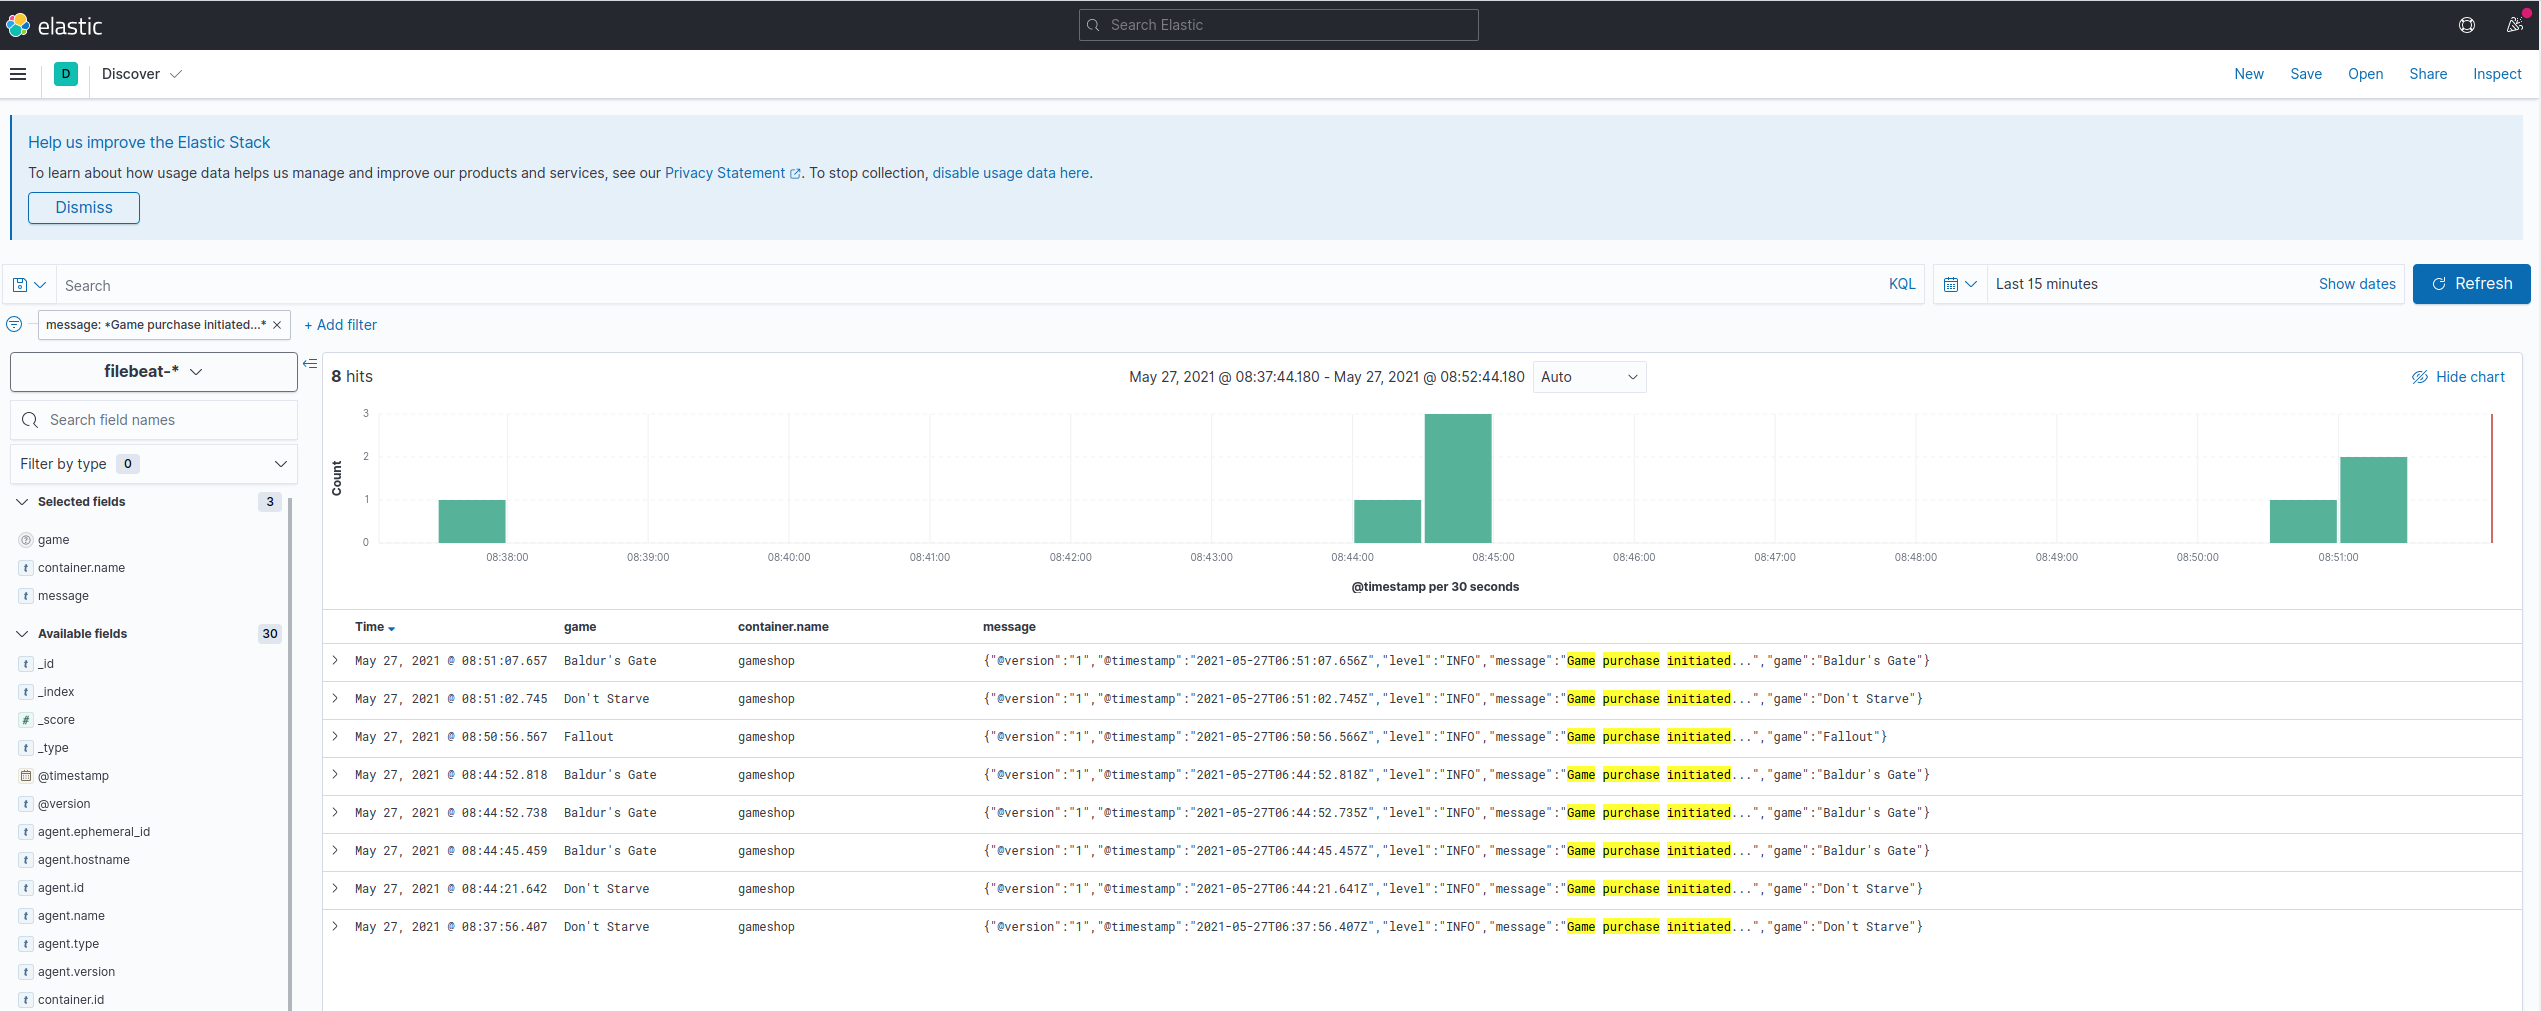 elastic
Search Elastic
D Discover New Save Open Share Inspect
Help us improve the Elastic Stack
To learn about how usage data helps us manage and improve our products and services, see our Privacy Statement. To stop collection, disable usage data here.
Dismiss
Search KQL Last 15 minutes Show dates Refresh
message: *Game purchase initiated...* × + Add filter
filebeat-*
Search field names
Filter by type 0
Selected fields 3
? game
t container.name
t message
Available fields 30
t _id
t _index
# _score
t _type
@timestamp
t @version
t agent.ephemeral_id
t agent.hostname
t agent.id
t agent.name
t agent.type
t agent.version
t container.id
8 hits May 27, 2021 @ 08:37:44.180 - May 27, 2021 @ 08:52:44.180 Auto Hide chart
Count
3
2
1
0
08:38:00 08:39:00 08:40:00 08:41:00 08:42:00 08:43:00 08:44:00 08:45:00 08:46:00 08:47:00 08:48:00 08:49:00 08:50:00 08:51:00
@timestamp per 30 seconds
Time game container.name message
May 27, 2021 @ 08:51:07.657 Baldur's Gate gameshop {"@version":"1","@timestamp":"2021-05-27T06:51:07.656Z","level":"INFO","message":"Game purchase initiated...","game":"Baldur's Gate"}
May 27, 2021 @ 08:51:02.745 Don't Starve gameshop {"@version":"1","@timestamp":"2021-05-27T06:51:02.745Z","level":"INFO","message":"Game purchase initiated...","game":"Don't Starve"}
May 27, 2021 @ 08:50:56.567 Fallout gameshop {"@version":"1","@timestamp":"2021-05-27T06:50:56.566Z","level":"INFO","message":"Game purchase initiated...","game":"Fallout"}
May 27, 2021 @ 08:44:52.818 Baldur's Gate gameshop {"@version":"1","@timestamp":"2021-05-27T06:44:52.818Z","level":"INFO","message":"Game purchase initiated...","game":"Baldur's Gate"}
May 27, 2021 @ 08:44:52.738 Baldur's Gate gameshop {"@version":"1","@timestamp":"2021-05-27T06:44:52.735Z","level":"INFO","message":"Game purchase initiated...","game":"Baldur's Gate"}
May 27, 2021 @ 08:44:45.459 Baldur's Gate gameshop {"@version":"1","@timestamp":"2021-05-27T06:44:45.457Z","level":"INFO","message":"Game purchase initiated...","game":"Baldur's Gate"}
May 27, 2021 @ 08:44:21.642 Don't Starve gameshop {"@version":"1","@timestamp":"2021-05-27T06:44:21.641Z","level":"INFO","message":"Game purchase initiated...","game":"Don't Starve"}
May 27, 2021 @ 08:37:56.407 Don't Starve gameshop {"@version":"1","@timestamp":"2021-05-27T06:37:56.407Z","level":"INFO","message":"Game purchase initiated...","game":"Don't Starve"}